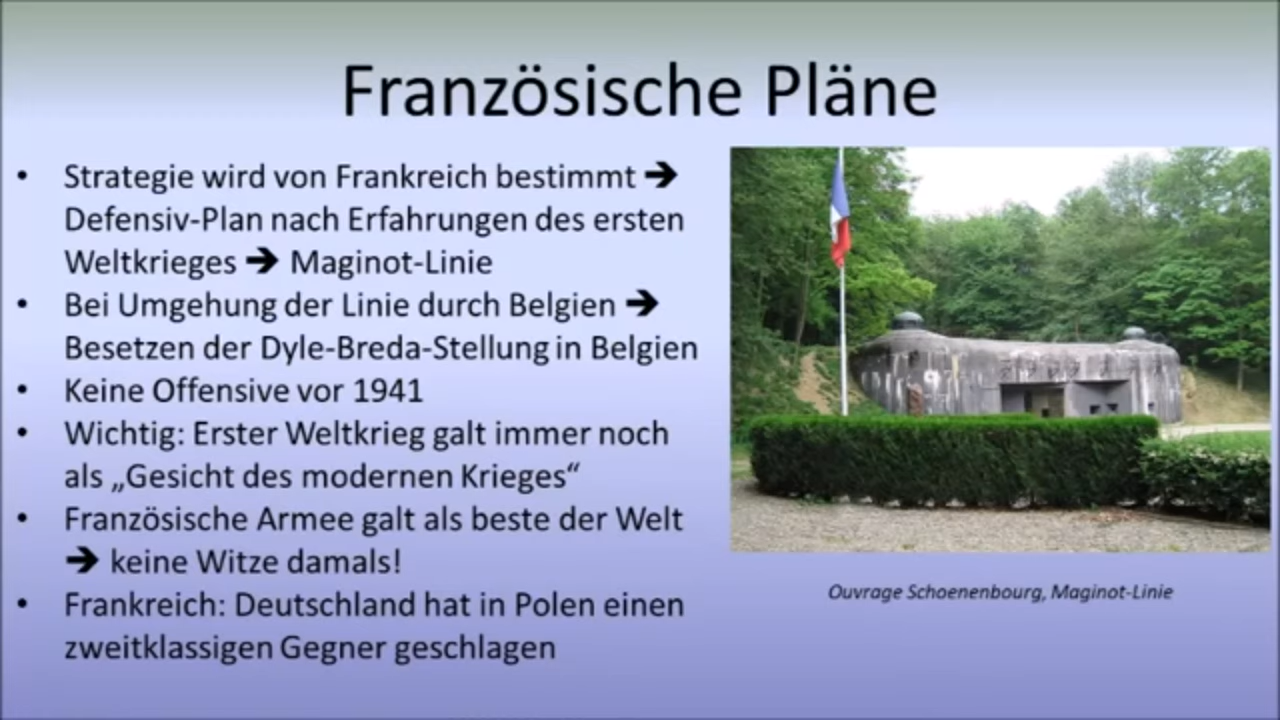 Französische Pläne
• Strategie wird von Frankreich bestimmt ➔
Defensiv-Plan nach Erfahrungen des ersten
Weltkrieges ➔ Maginot-Linie
• Bei Umgehung der Linie durch Belgien ➔
Besetzen der Dyle-Breda-Stellung in Belgien
• Keine Offensive vor 1941
• Wichtig: Erster Weltkrieg galt immer noch
als „Gesicht des modernen Krieges“
• Französische Armee galt als beste der Welt
➔ keine Witze damals!
• Frankreich: Deutschland hat in Polen einen
zweitklassigen Gegner geschlagen
Ouvrage Schoenenbourg, Maginot-Linie